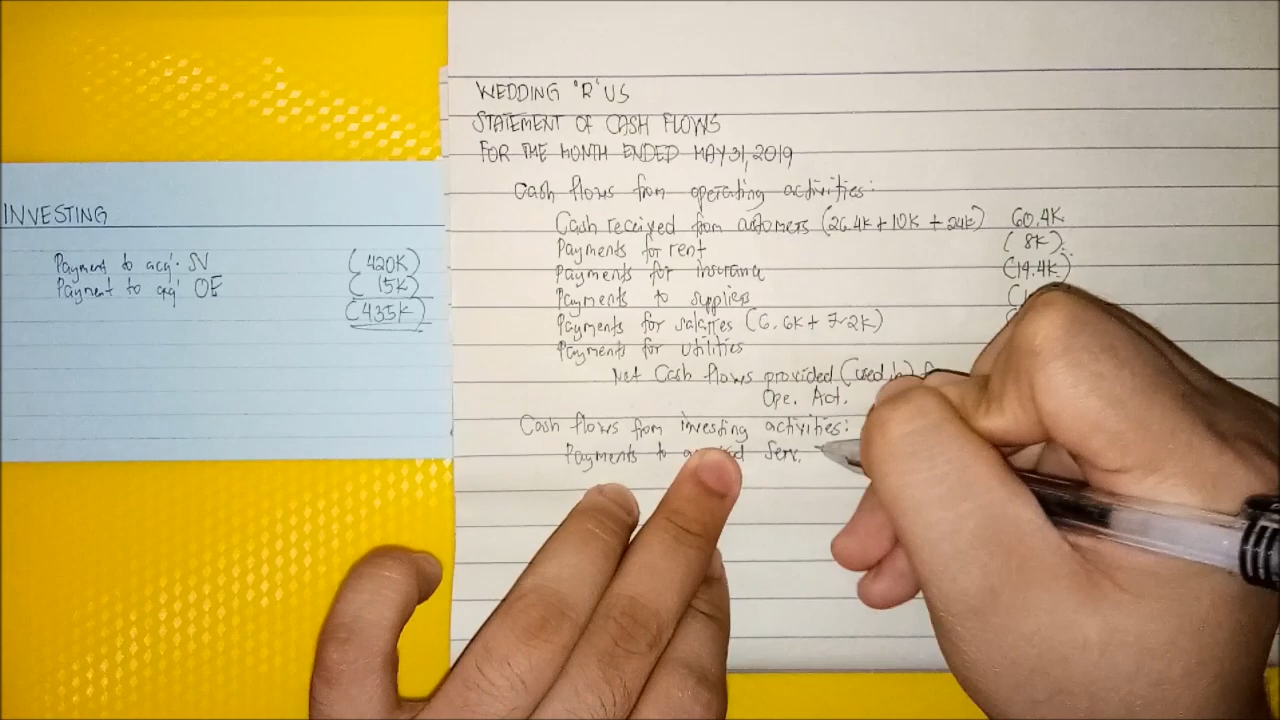 INVESTING
Payment to acq. SV (420K)
Payment to acq. OE (15K)
(435K)
WEDDING "R" US
STATEMENT OF CASH FLOWS
FOR THE MONTH ENDED MAY 31, 2019
Cash flows from operating activities:
Cash received from customers (26.4K + 10K + 24K) 60.4K
Payments for rent (8K)
Payments for insurance (14.4K)
Payments to suppliers
Payments for salaries (6.6K + 7.2K)
Payments for utilities
Net Cash flows provided (used in)
Ope. Act.
Cash flows from investing activities:
Payments to Serv.